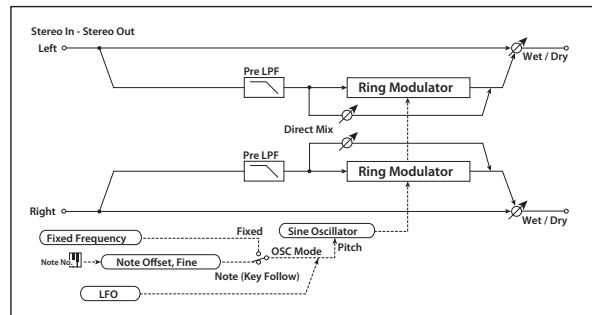 Stereo In - Stereo Out
Left
Wet / Dry
Pre LPF
Ring Modulator
Direct Mix
Pre LPF
Ring Modulator
Right
Wet / Dry
Fixed Frequency
Fixed
Sine Oscillator
OSC Mode
Pitch
Note No.
Note Offset, Fine
Note (Key Follow)
LFO